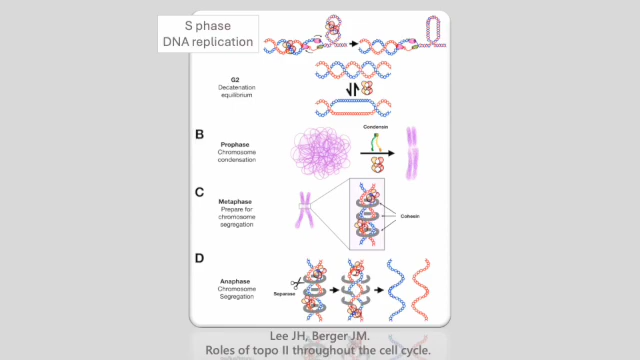 S phase
DNA replication
G2
Decatenation
equilibrium
B
Prophase
Chromosome
condensation
Condensin
C
Metaphase
Prepare for
chromosome
segregation
Cohesin
D
Anaphase
Chromosome
Segregation
Separase
Lee JH, Berger JM.
Roles of topo II throughout the cell cycle.